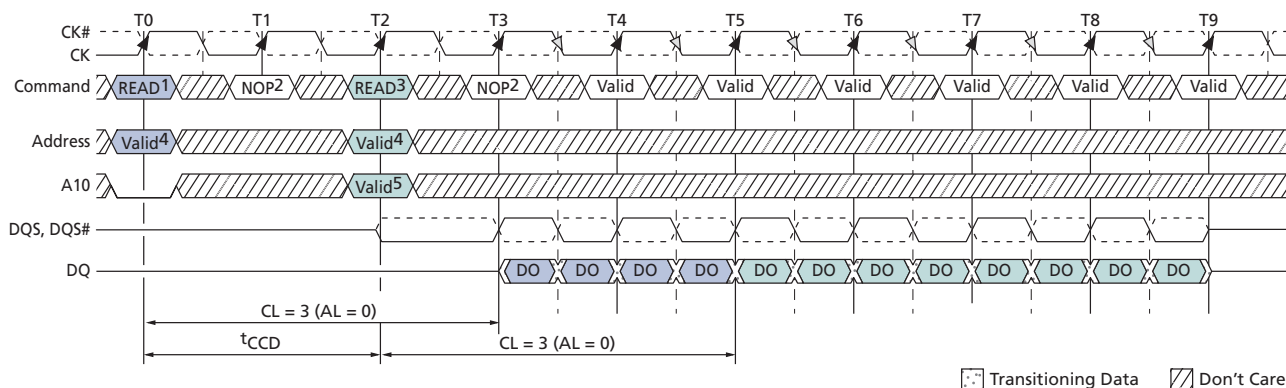 T0 T1 T2 T3 T4 T5 T6 T7 T8 T9
CK#
CK
Command READ1 NOP2 READ3 NOP2 Valid Valid Valid Valid Valid Valid
Address Valid4 Valid4
A10 Valid5
DQS, DQS#
DQ DO DO DO DO DO DO DO DO DO DO DO DO
CL = 3 (AL = 0)
tCCD CL = 3 (AL = 0)
Transitioning Data Don't Care